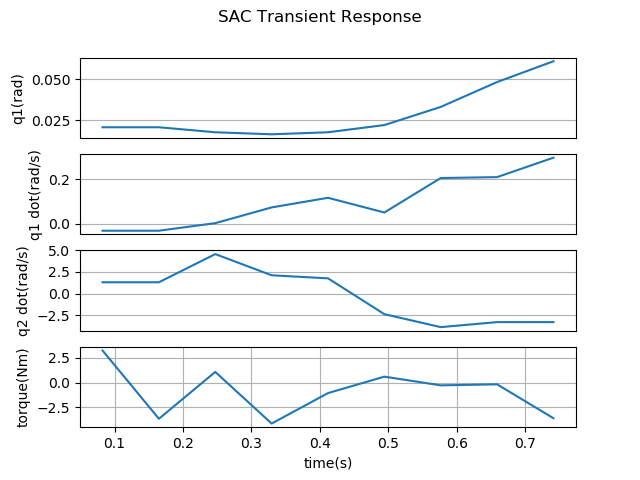 SAC Transient Response
q1(rad)
0.050
0.025
q1 dot(rad/s)
0.2
0.0
q2 dot(rad/s)
5.0
2.5
0.0
−2.5
torque(Nm)
2.5
0.0
−2.5
0.1 0.2 0.3 0.4 0.5 0.6 0.7
time(s)